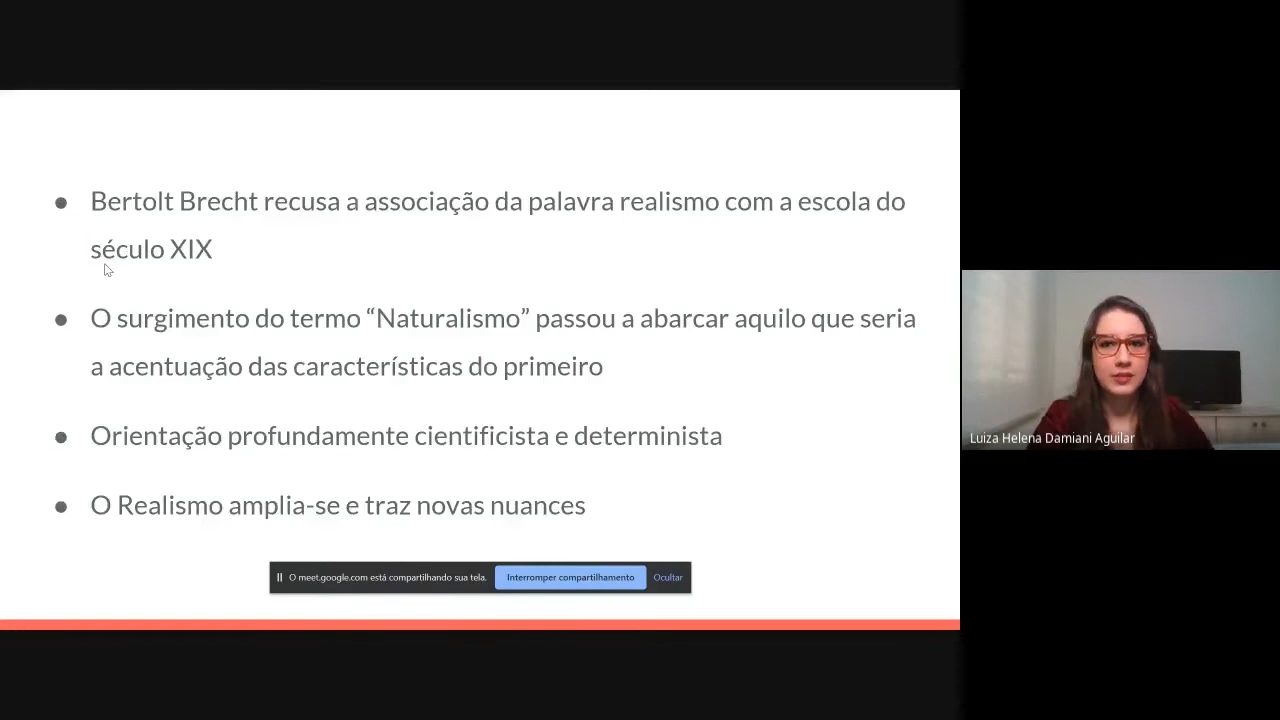 ● Bertolt Brecht recusa a associação da palavra realismo com a escola do
século XIX
● O surgimento do termo “Naturalismo” passou a abarcar aquilo que seria
a acentuação das características do primeiro
● Orientação profundamente cientificista e determinista
● O Realismo amplia-se e traz novas nuances
O meet.google.com está compartilhando sua tela. Interromper compartilhamento Ocultar
Luiza Helena Damiani Aguilar